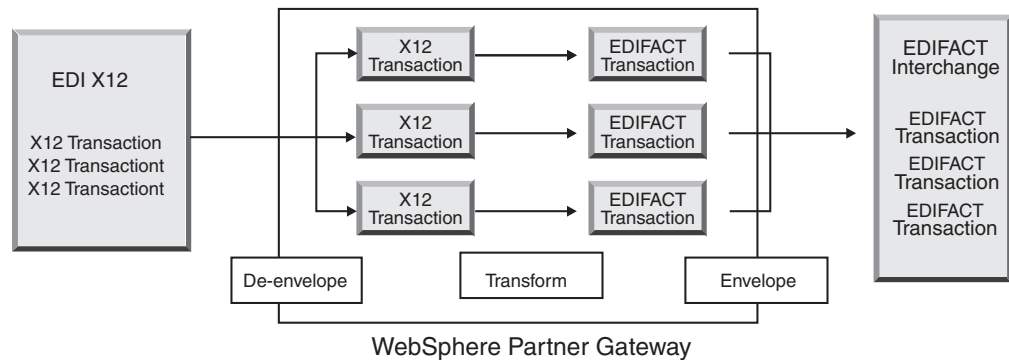 EDI X12
X12 Transaction
X12 Transactiont
X12 Transactiont
X12
Transaction
EDIFACT
Transaction
X12
Transaction
EDIFACT
Transaction
X12
Transaction
EDIFACT
Transaction
De-envelope
Transform
Envelope
EDIFACT
Interchange
EDIFACT
Transaction
EDIFACT
Transaction
EDIFACT
Transaction
WebSphere Partner Gateway